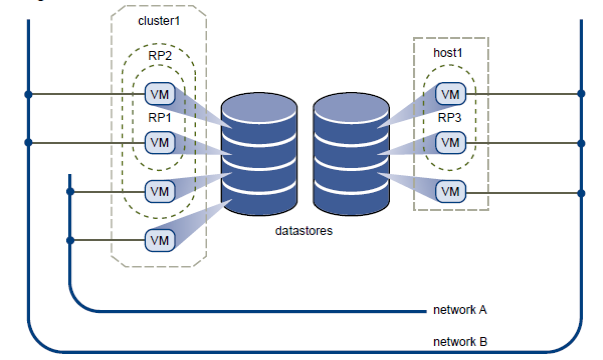 cluster1
RP2
host1
VM
VM
RP1
RP3
VM
VM
VM
VM
VM
datastores
network A
network B